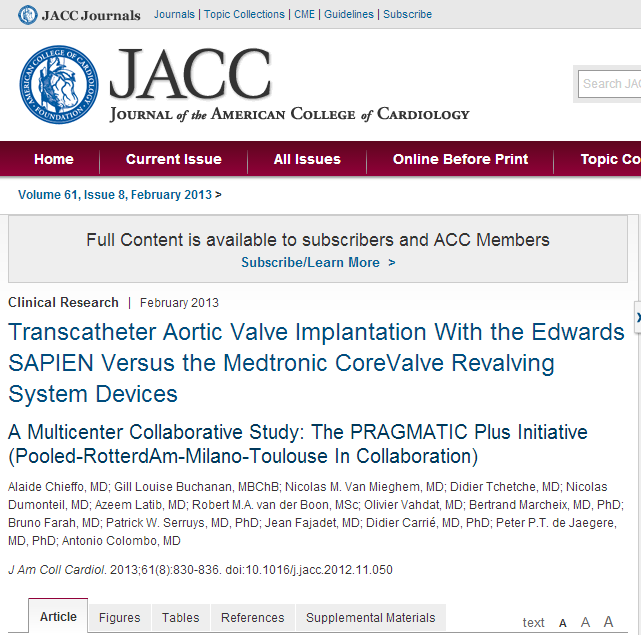 JACC Journals Journals | Topic Collections | CME | Guidelines | Subscribe
AMERICAN COLLEGE OF CARDIOLOGY FOUNDATION
JACC
JOURNAL of the AMERICAN COLLEGE of CARDIOLOGY
Search JAC
Home Current Issue All Issues Online Before Print Topic Co
Volume 61, Issue 8, February 2013 >
Full Content is available to subscribers and ACC Members
Subscribe/Learn More >
Clinical Research | February 2013
Transcatheter Aortic Valve Implantation With the Edwards
SAPIEN Versus the Medtronic CoreValve Revalving
System Devices
A Multicenter Collaborative Study: The PRAGMATIC Plus Initiative
(Pooled-RotterdAm-Milano-Toulouse In Collaboration)
Alaide Chieffo, MD; Gill Louise Buchanan, MBChB; Nicolas M. Van Mieghem, MD; Didier Tchetche, MD; Nicolas
Dumonteil, MD; Azeem Latib, MD; Robert M.A. van der Boon, MSc; Olivier Vahdat, MD; Bertrand Marcheix, MD, PhD;
Bruno Farah, MD; Patrick W. Serruys, MD, PhD; Jean Fajadet, MD; Didier Carrié, MD, PhD; Peter P.T. de Jaegere,
MD, PhD; Antonio Colombo, MD
J Am Coll Cardiol. 2013;61(8):830-836. doi:10.1016/j.jacc.2012.11.050
Article Figures Tables References Supplemental Materials text A A A